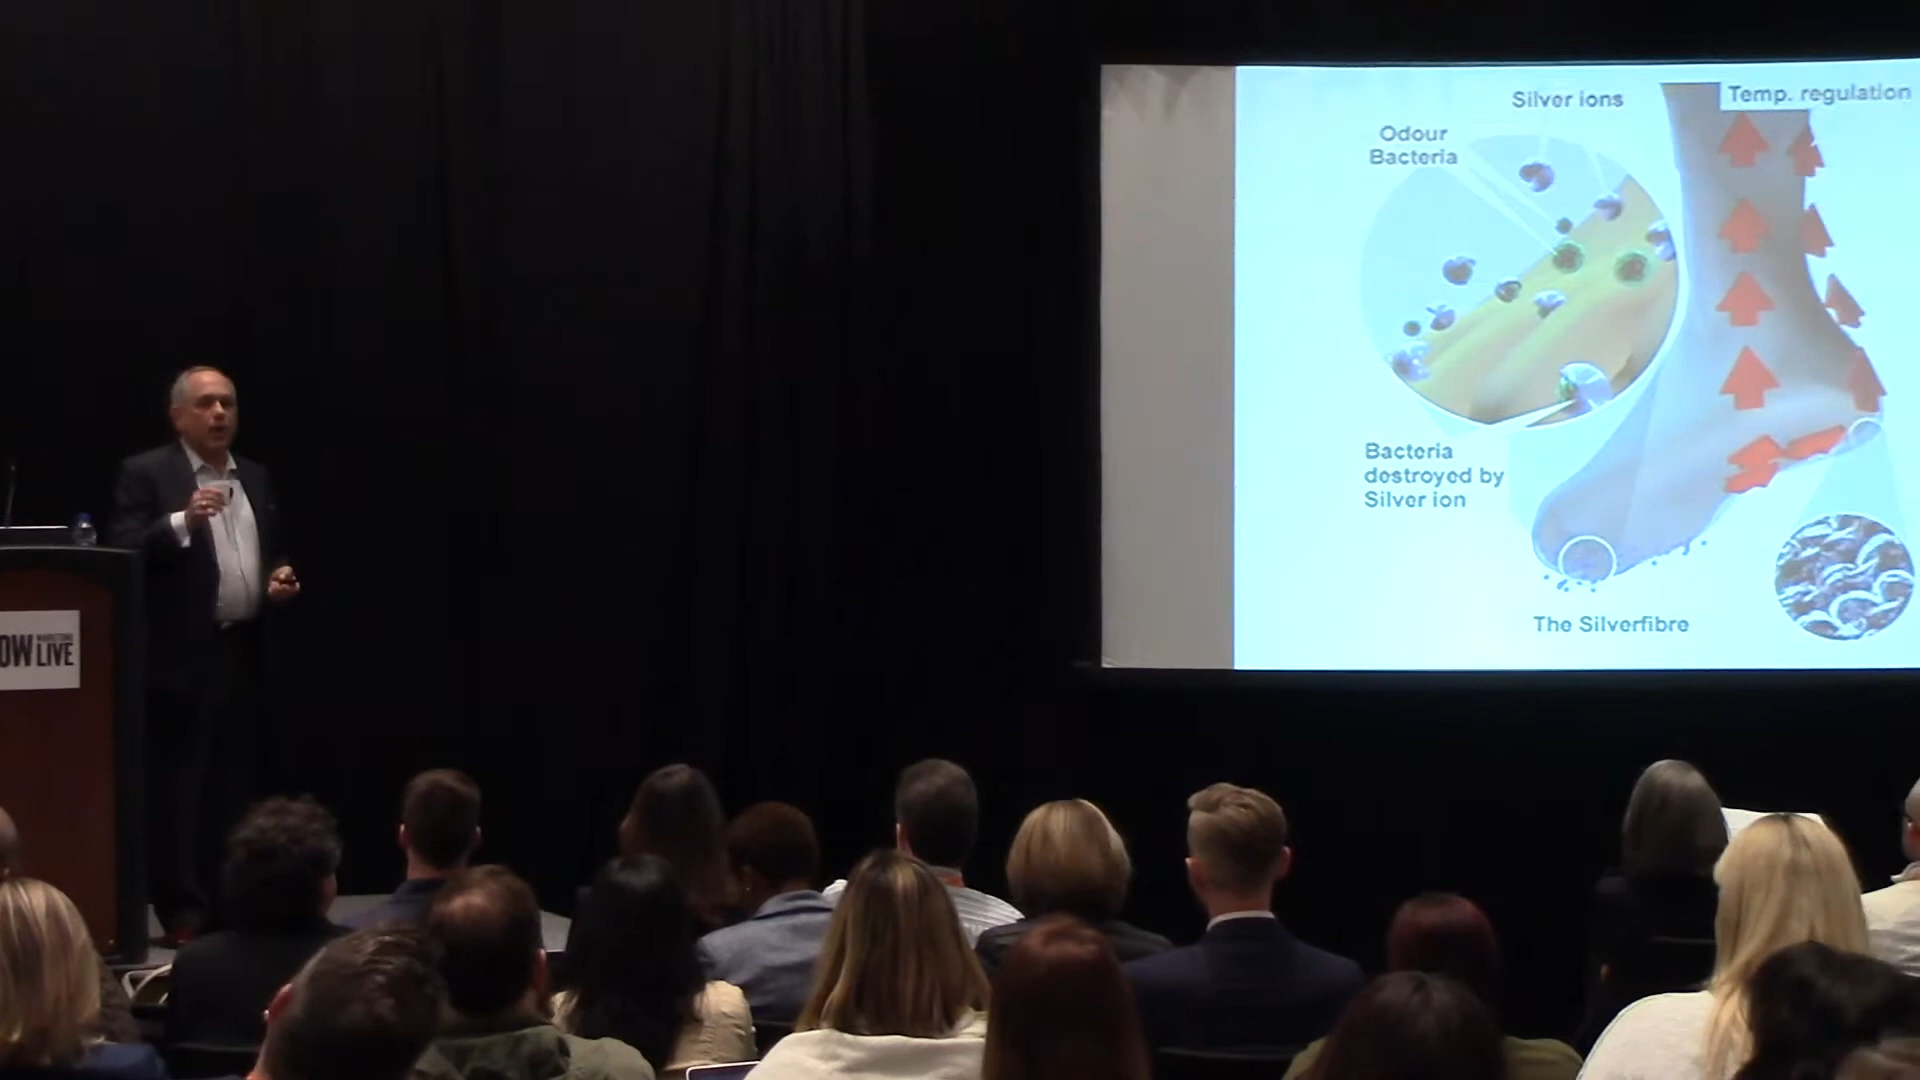 Silver ions
Temp. regulation
Odour
Bacteria
Bacteria
destroyed by
Silver ion
The Silverfibre
OW
LIVE